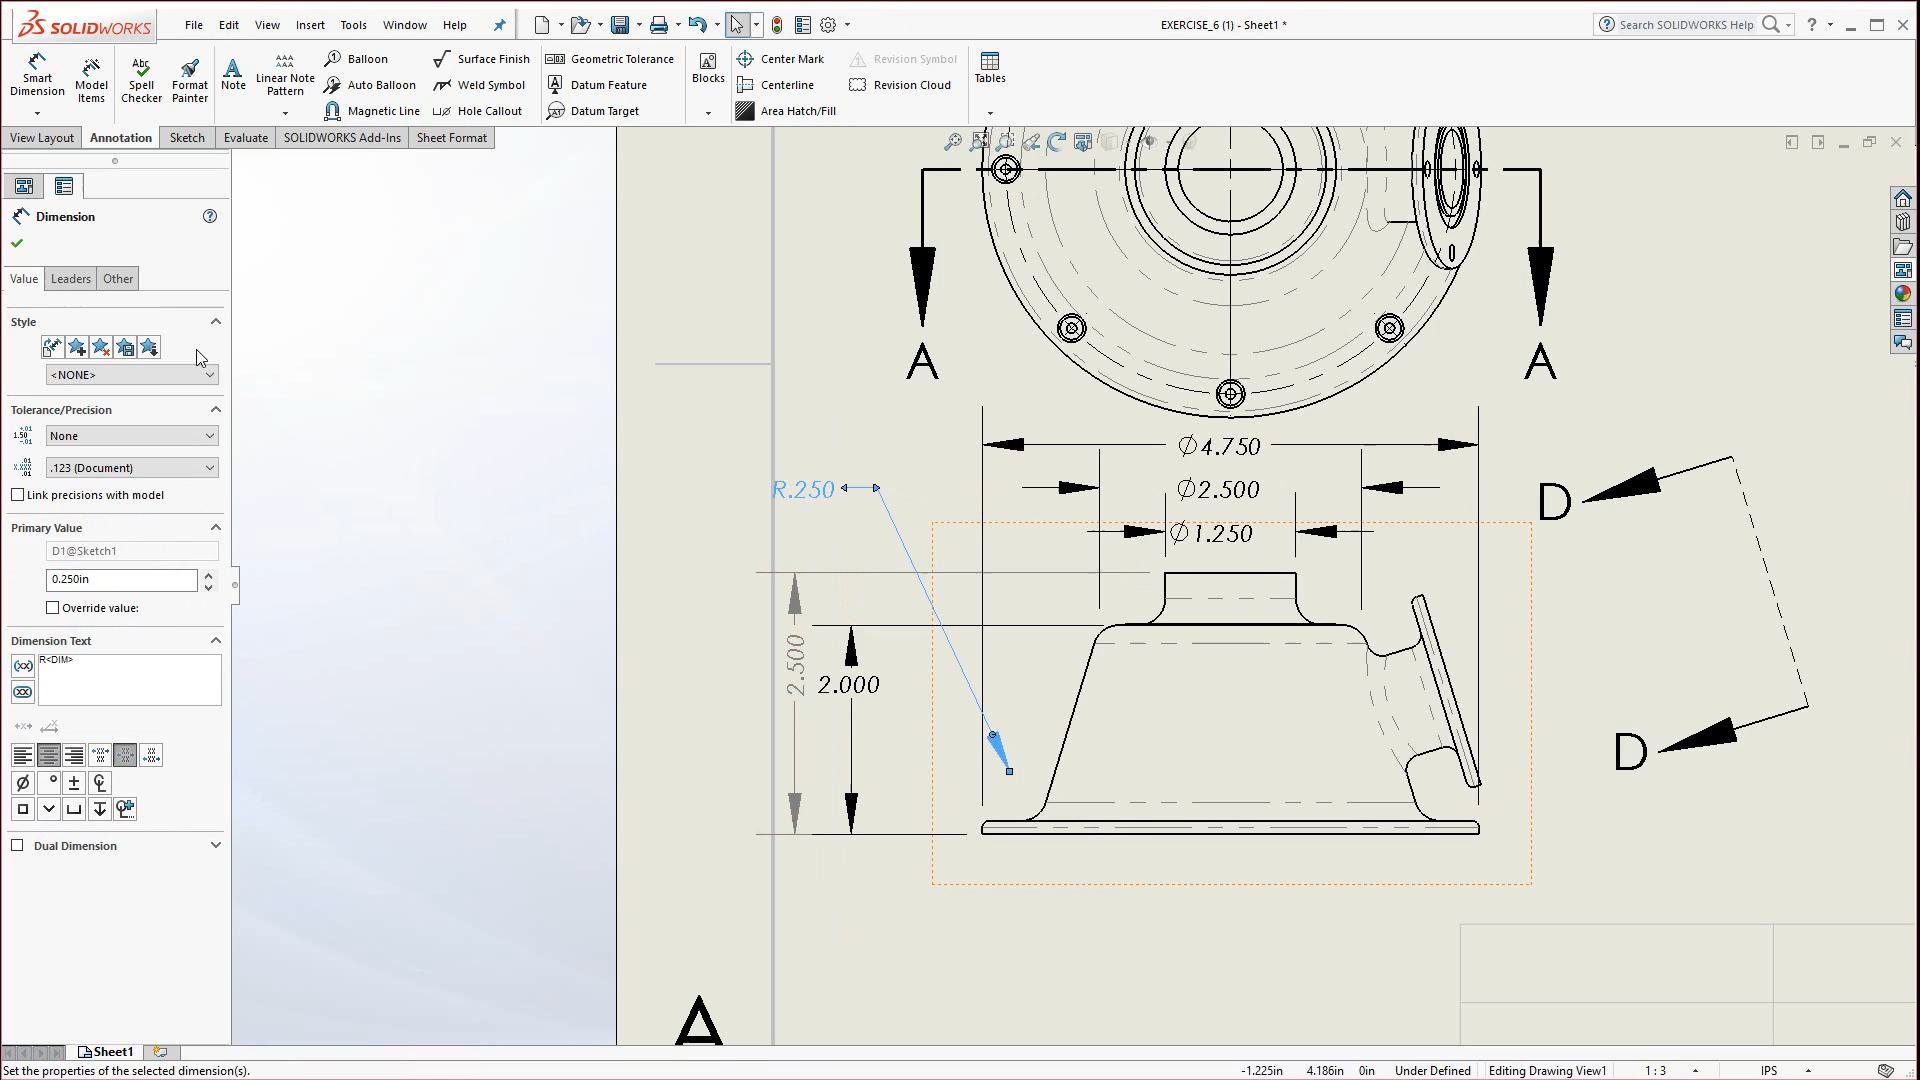 SOLIDWORKS
File Edit View Insert Tools Window Help
EXERCISE_6 (1) - Sheet1 *
Search SOLIDWORKS Help
Smart Dimension
Model Items
Spell Checker
Format Painter
Note
Linear Note Pattern
Balloon
Auto Balloon
Magnetic Line
Surface Finish
Weld Symbol
Hole Callout
Geometric Tolerance
Datum Feature
Datum Target
Blocks
Center Mark
Centerline
Area Hatch/Fill
Revision Symbol
Revision Cloud
Tables
View Layout Annotation Sketch Evaluate SOLIDWORKS Add-Ins Sheet Format
Dimension
Value Leaders Other
Style
<NONE>
Tolerance/Precision
None
.123 (Document)
Link precisions with model
Primary Value
D1@Sketch1
0.250in
Override value:
Dimension Text
R<DIM>
Dual Dimension
A A
∅4.750
R.250
∅2.500
∅1.250
D
2.500
2.000
D
A
Sheet1
Set the properties of the selected dimension(s).
-1.225in 4.186in 0in Under Defined Editing Drawing View1 1 : 3 IPS